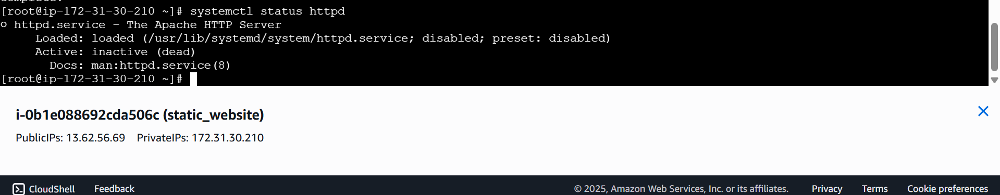 [root@ip-172-31-30-210 ~]# systemctl status httpd
○ httpd.service - The Apache HTTP Server
     Loaded: loaded (/usr/lib/systemd/system/httpd.service; disabled; preset: disabled)
     Active: inactive (dead)
       Docs: man:httpd.service(8)
[root@ip-172-31-30-210 ~]#
i-0b1e088692cda506c (static_website)
PublicIPs: 13.62.56.69    PrivateIPs: 172.31.30.210
CloudShell    Feedback    © 2025, Amazon Web Services, Inc. or its affiliates.    Privacy    Terms    Cookie preferences